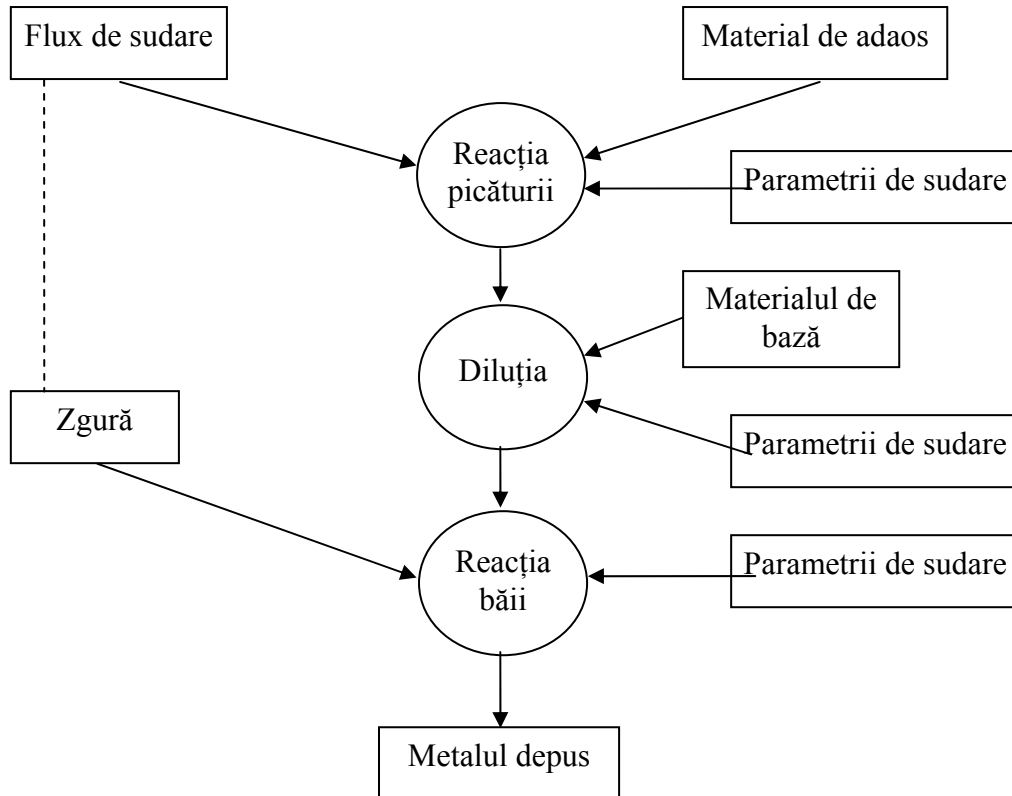 Flux de sudare
Material de adaos
Reacția
picăturii
Parametrii de sudare
Materialul de
bază
Diluția
Zgură
Parametrii de sudare
Reacția
băii
Parametrii de sudare
Metalul depus